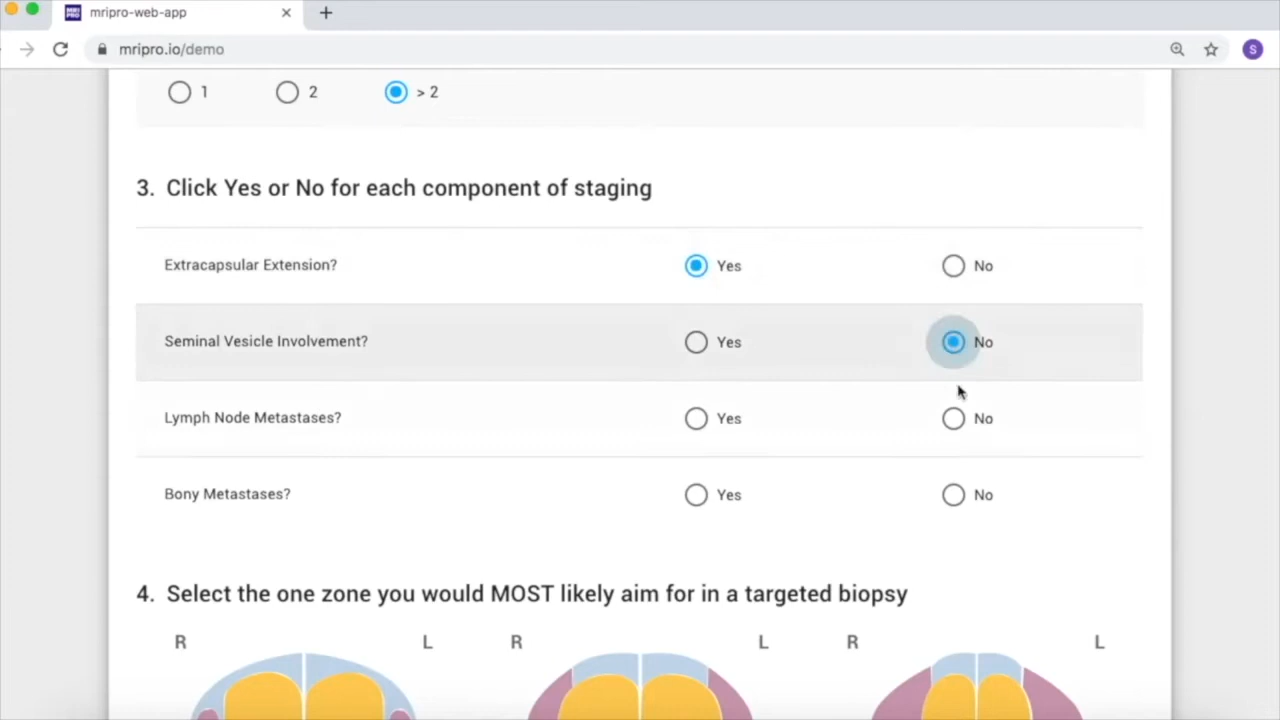 MRI PRO mripro-web-app
mripro.io/demo S
1 2 > 2
3. Click Yes or No for each component of staging
Extracapsular Extension? Yes No
Seminal Vesicle Involvement? Yes No
Lymph Node Metastases? Yes No
Bony Metastases? Yes No
4. Select the one zone you would MOST likely aim for in a targeted biopsy
R L R L R L